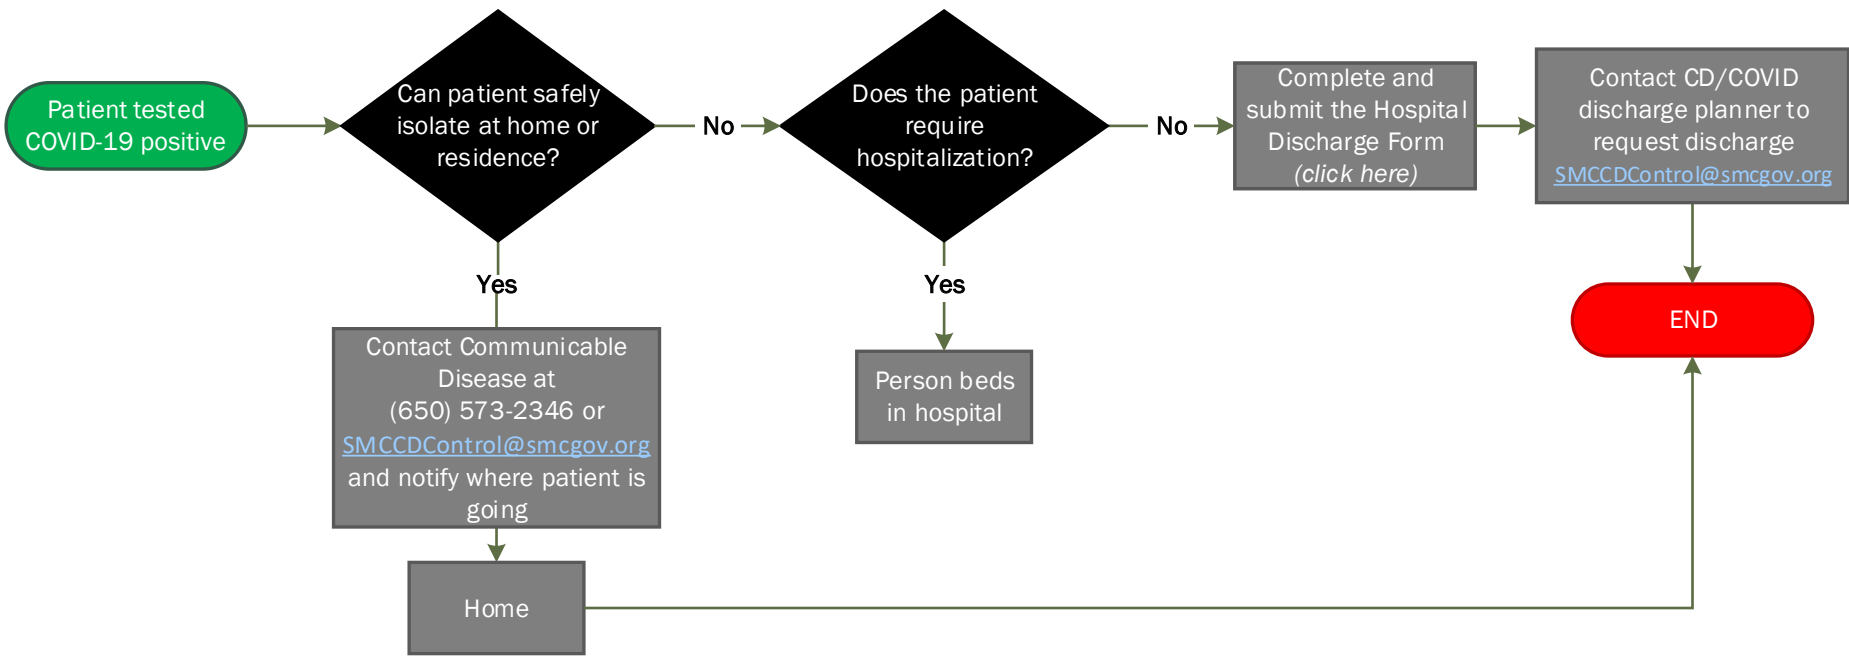 Patient tested
COVID-19 positive
Can patient safely
isolate at home or
residence?
No
Does the patient
require
hospitalization?
No
Complete and
submit the Hospital
Discharge Form
(click here)
Contact CD/COVID
discharge planner to
request discharge
SMCCDControl@smcgov.org
Yes
Contact Communicable
Disease at
(650) 573-2346 or
SMCCDControl@smcgov.org
and notify where patient is
going
Home
Yes
Person beds
in hospital
END